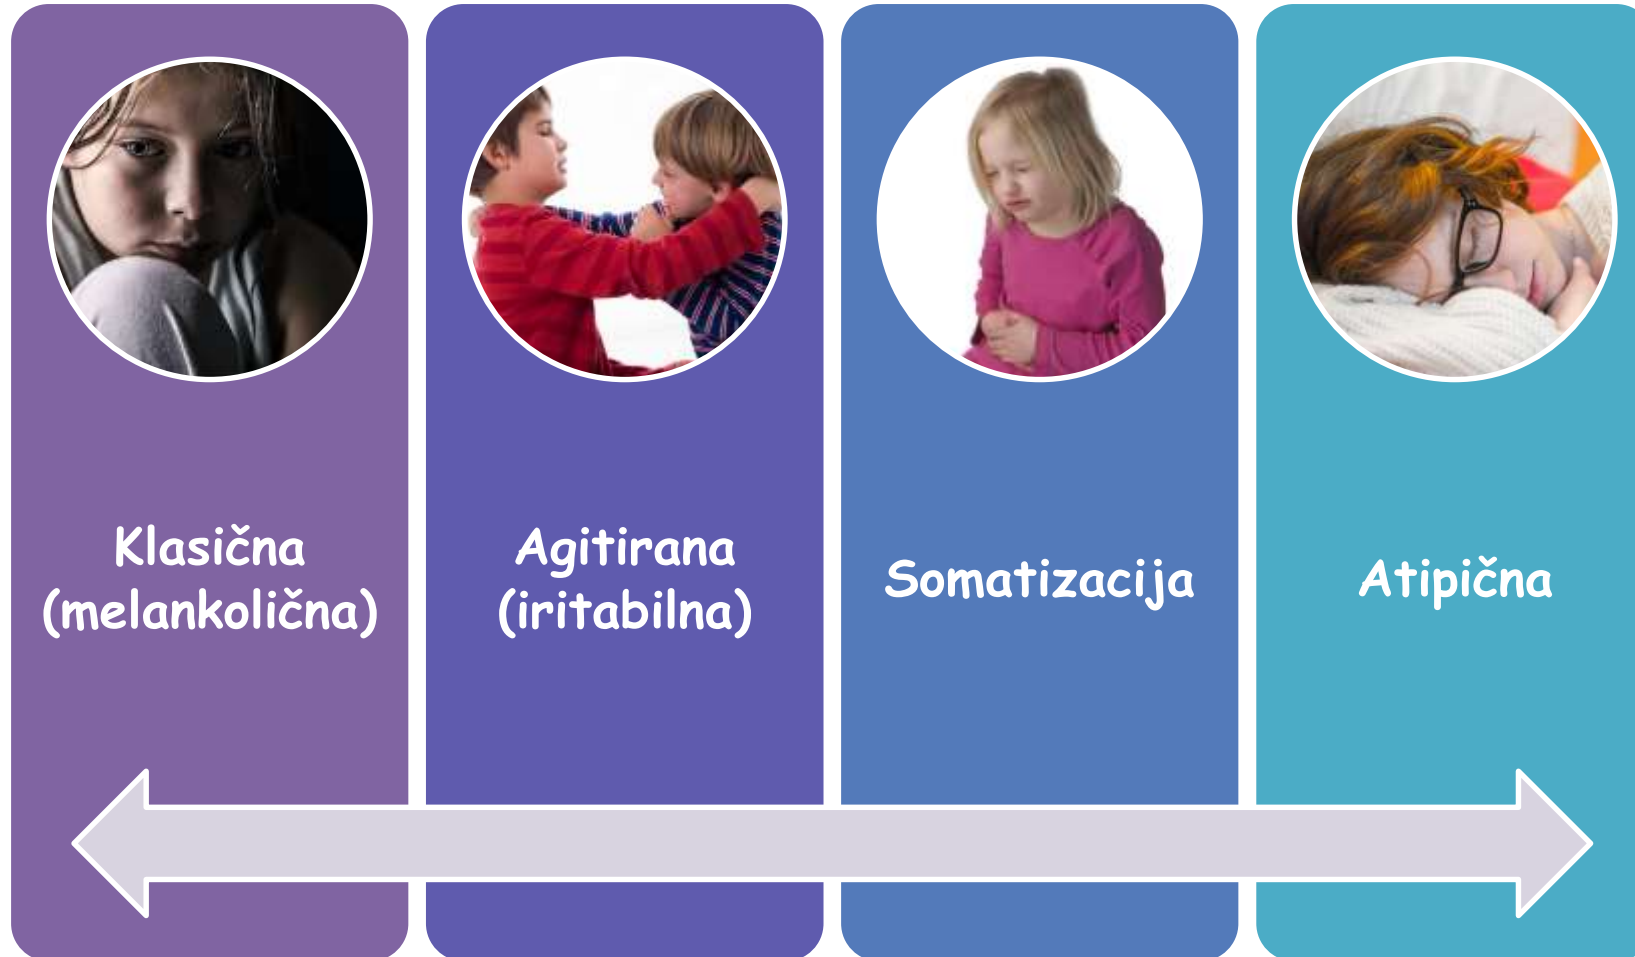 Klasična
(melankolična)
Agitirana
(iritabilna)
Somatizacija
Atipična